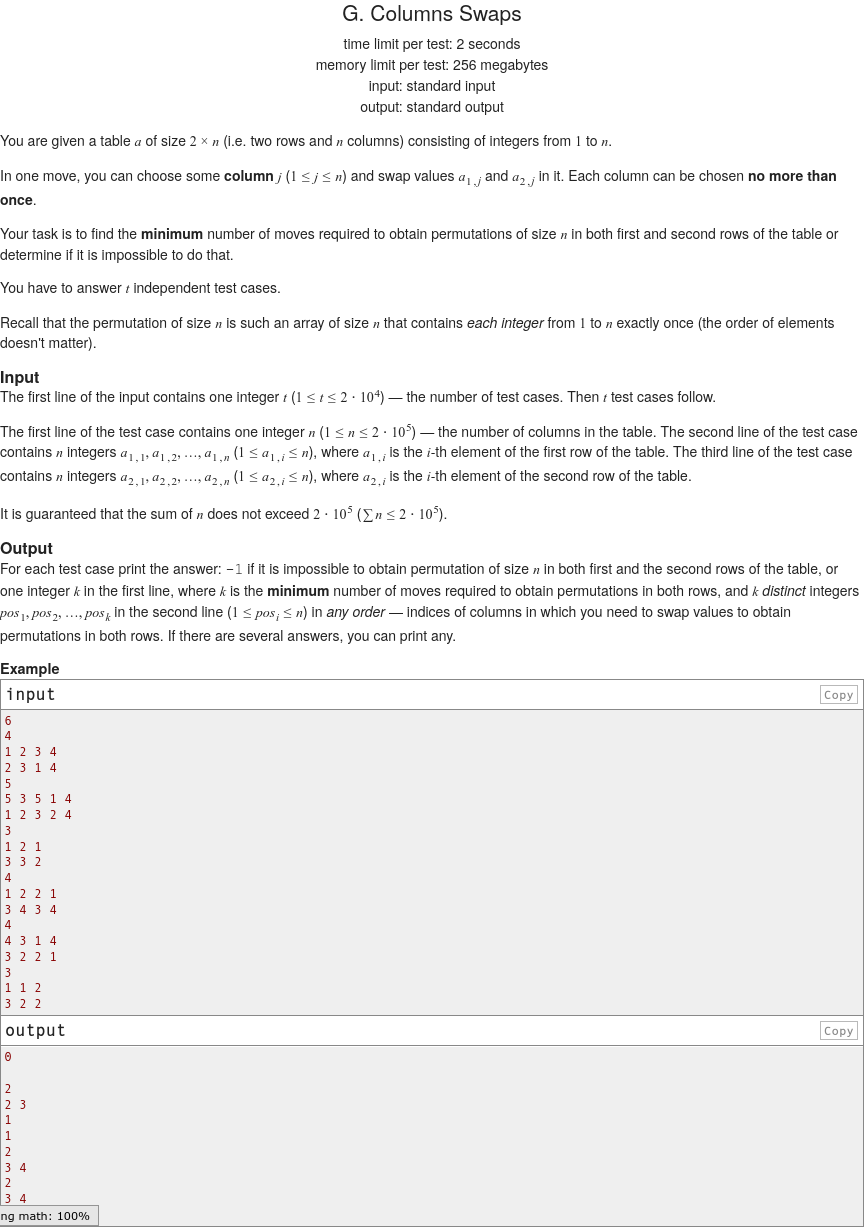 G. Columns Swaps
time limit per test: 2 seconds
memory limit per test: 256 megabytes
input: standard input
output: standard output
You are given a table a of size 2 × n (i.e. two rows and n columns) consisting of integers from 1 to n.
In one move, you can choose some column j (1 ≤ j ≤ n) and swap values a_{1,j} and a_{2,j} in it. Each column can be chosen no more than
once.
Your task is to find the minimum number of moves required to obtain permutations of size n in both first and second rows of the table or
determine if it is impossible to do that.
You have to answer t independent test cases.
Recall that the permutation of size n is such an array of size n that contains each integer from 1 to n exactly once (the order of elements
doesn't matter).
Input
The first line of the input contains one integer t (1 ≤ t ≤ 2 · 10^4) — the number of test cases. Then t test cases follow.
The first line of the test case contains one integer n (1 ≤ n ≤ 2 · 10^5) — the number of columns in the table. The second line of the test case
contains n integers a_{1,1}, a_{1,2}, …, a_{1,n} (1 ≤ a_{1,i} ≤ n), where a_{1,i} is the i-th element of the first row of the table. The third line of the test case
contains n integers a_{2,1}, a_{2,2}, …, a_{2,n} (1 ≤ a_{2,i} ≤ n), where a_{2,i} is the i-th element of the second row of the table.
It is guaranteed that the sum of n does not exceed 2 · 10^5 (∑ n ≤ 2 · 10^5).
Output
For each test case print the answer: -1 if it is impossible to obtain permutation of size n in both first and the second rows of the table, or
one integer k in the first line, where k is the minimum number of moves required to obtain permutations in both rows, and k distinct integers
pos_1, pos_2, …, pos_k in the second line (1 ≤ pos_i ≤ n) in any order — indices of columns in which you need to swap values to obtain
permutations in both rows. If there are several answers, you can print any.
Example
input Copy
6
4
1 2 3 4
2 3 1 4
5
5 3 5 1 4
1 2 3 2 4
3
1 2 1
3 3 2
4
1 2 2 1
3 4 3 4
4
4 3 1 4
3 2 2 1
3
1 1 2
3 2 2
output Copy
0
2
2 3
1
1
2
3 4
2
3 4
ng math: 100%